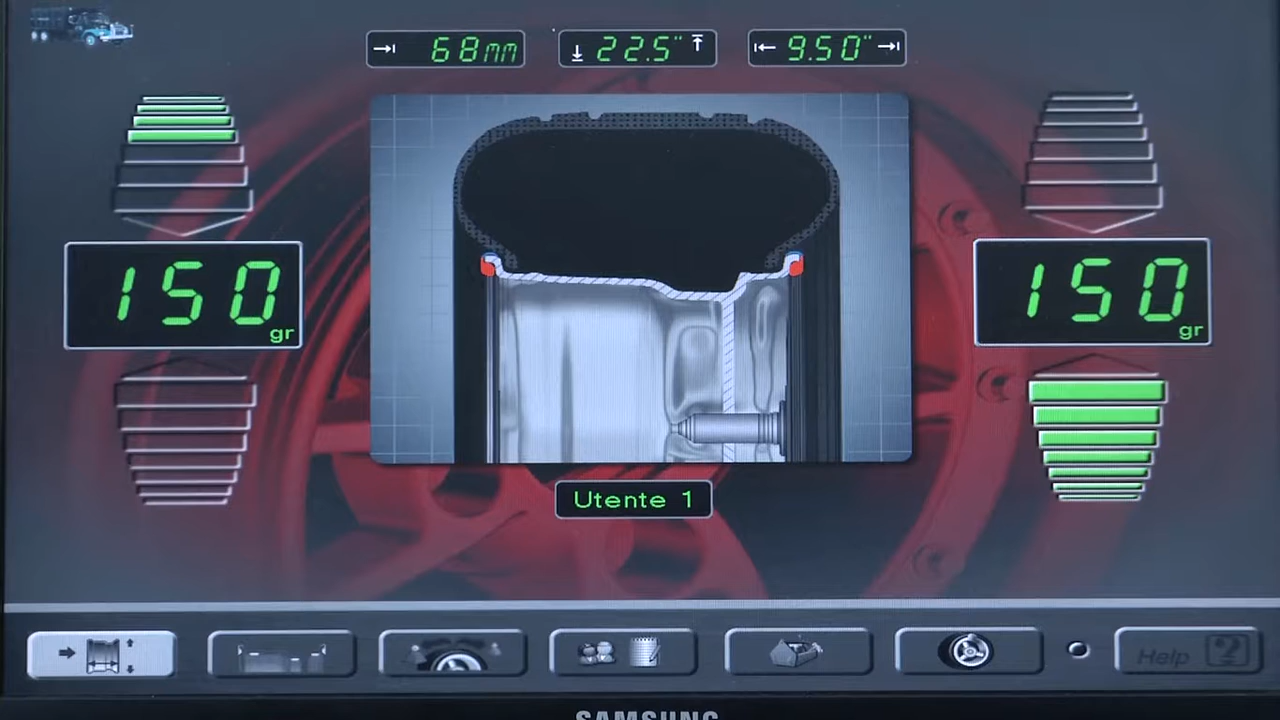 68mm
22.5"
9.50"
150
gr
150
gr
Utente 1
Help ?
SAMSUNG